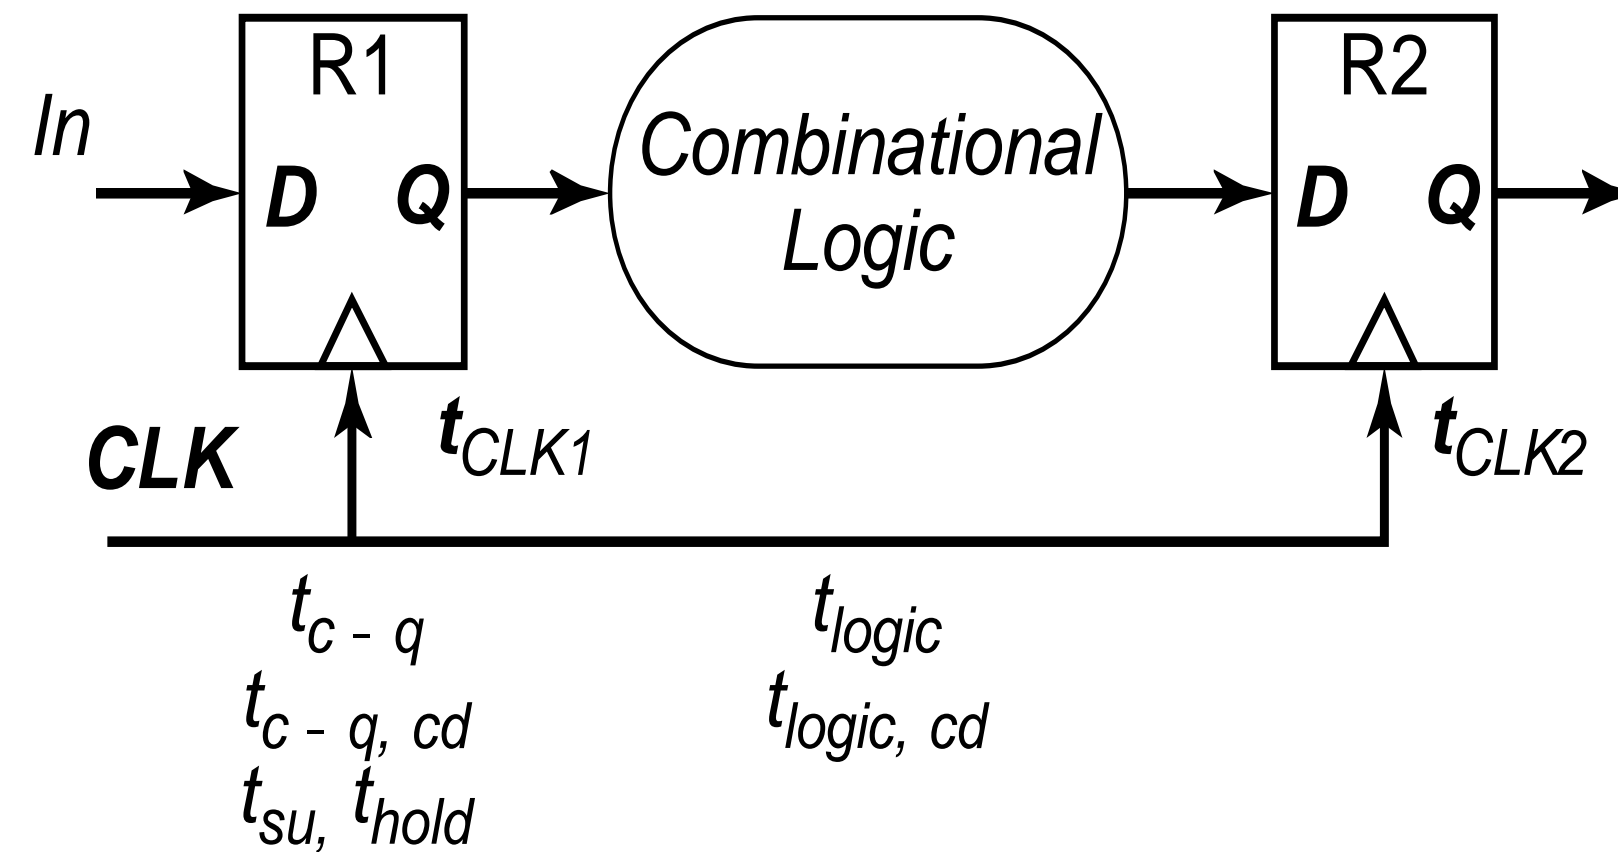 R1
R2
In
Combinational
Logic
D
Q
D
Q
CLK
t_CLK1
t_CLK2
t_c - q
t_logic
t_c - q, cd
t_logic, cd
t_su, t_hold